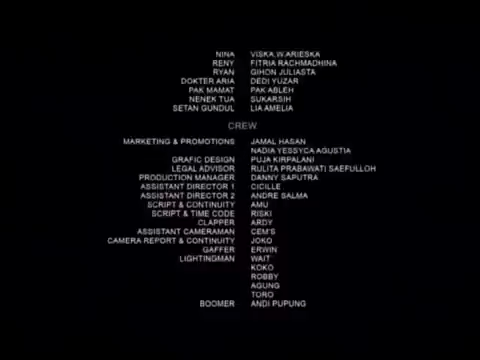 NINA VISKA.W.ARIESKA
RENY FITRIA RACHMADHINA
RYAN GIHON JULIASTA
DOKTER ARIA DEDI YUZAR
PAK MAMAT PAK ABLEH
NENEK TUA SUKARSIH
SETAN GUNDUL LIA AMELIA
CREW
MARKETING & PROMOTIONS JAMAL HASAN
NADIA YESSYCA AGUSTIA
GRAFIC DESIGN PUJA KIRPALANI
LEGAL ADVISOR RULITA PRABAWATI SAEFULLOH
PRODUCTION MANAGER DANNY SAPUTRA
ASSISTANT DIRECTOR 1 CICILLE
ASSISTANT DIRECTOR 2 ANDRE SALMA
SCRIPT & CONTINUITY AMU
SCRIPT & TIME CODE RISKI
CLAPPER ARDY
ASSISTANT CAMERAMAN CEM'S
CAMERA REPORT & CONTINUITY JOKO
GAFFER ERWIN
LIGHTINGMAN WAIT
KOKO
ROBBY
AGUNG
TORO
BOOMER ANDI PUPUNG